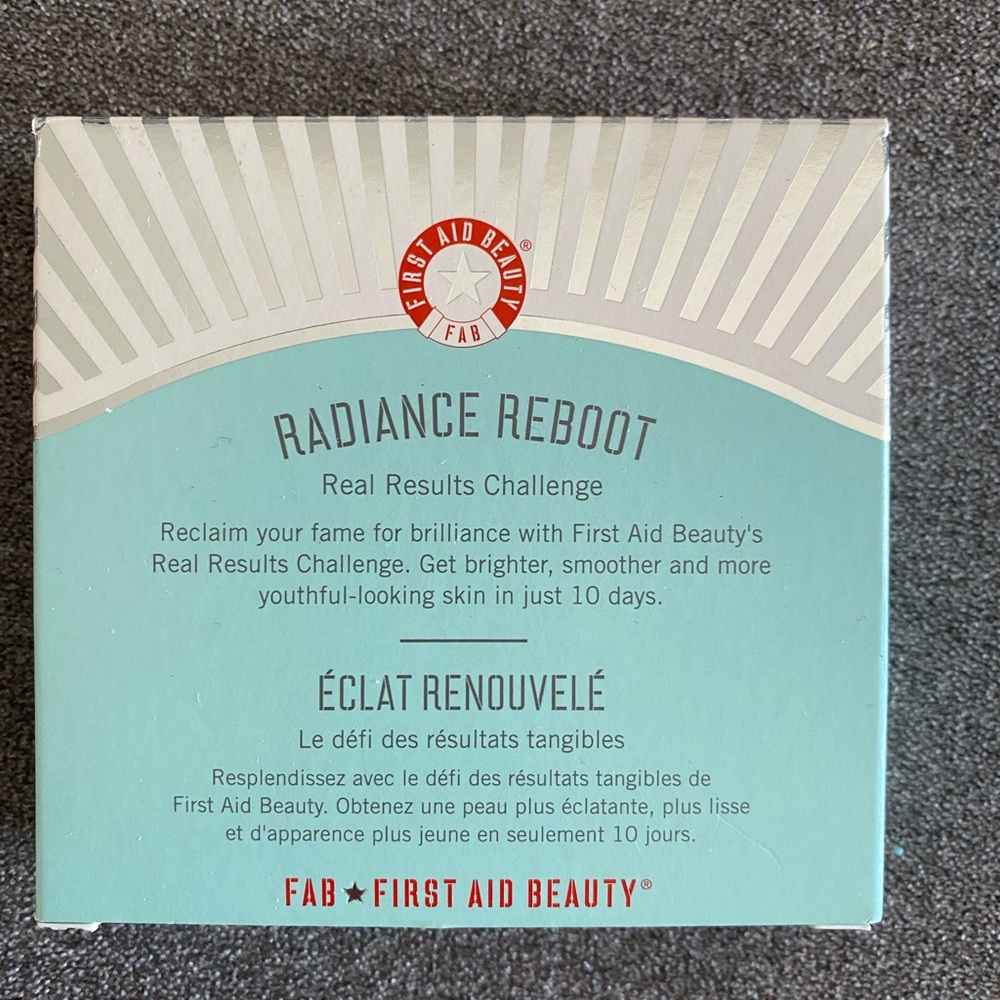 FIRST AID BEAUTY ®
FAB
RADIANCE REBOOT
Real Results Challenge
Reclaim your fame for brilliance with First Aid Beauty's
Real Results Challenge. Get brighter, smoother and more
youthful-looking skin in just 10 days.
ÉCLAT RENOUVELÉ
Le défi des résultats tangibles
Resplendissez avec le défi des résultats tangibles de
First Aid Beauty. Obtenez une peau plus éclatante, plus lisse
et d'apparence plus jeune en seulement 10 jours.
FAB ★ FIRST AID BEAUTY®